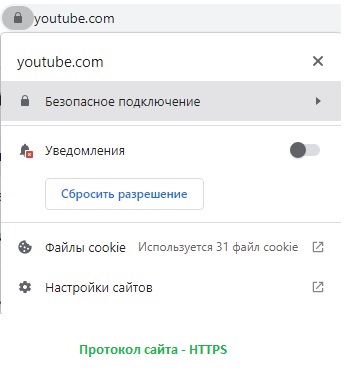 youtube.com
youtube.com
Безопасное подключение
Уведомления
Сбросить разрешение
Файлы cookie Используется 31 файл cookie
Настройки сайтов
Протокол сайта - HTTPS